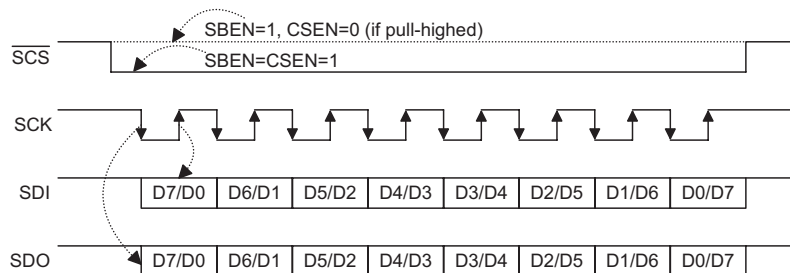 SBEN=1, CSEN=0 (if pull-highed)
SCS
SBEN=CSEN=1
SCK
SDI D7/D0 D6/D1 D5/D2 D4/D3 D3/D4 D2/D5 D1/D6 D0/D7
SDO D7/D0 D6/D1 D5/D2 D4/D3 D3/D4 D2/D5 D1/D6 D0/D7